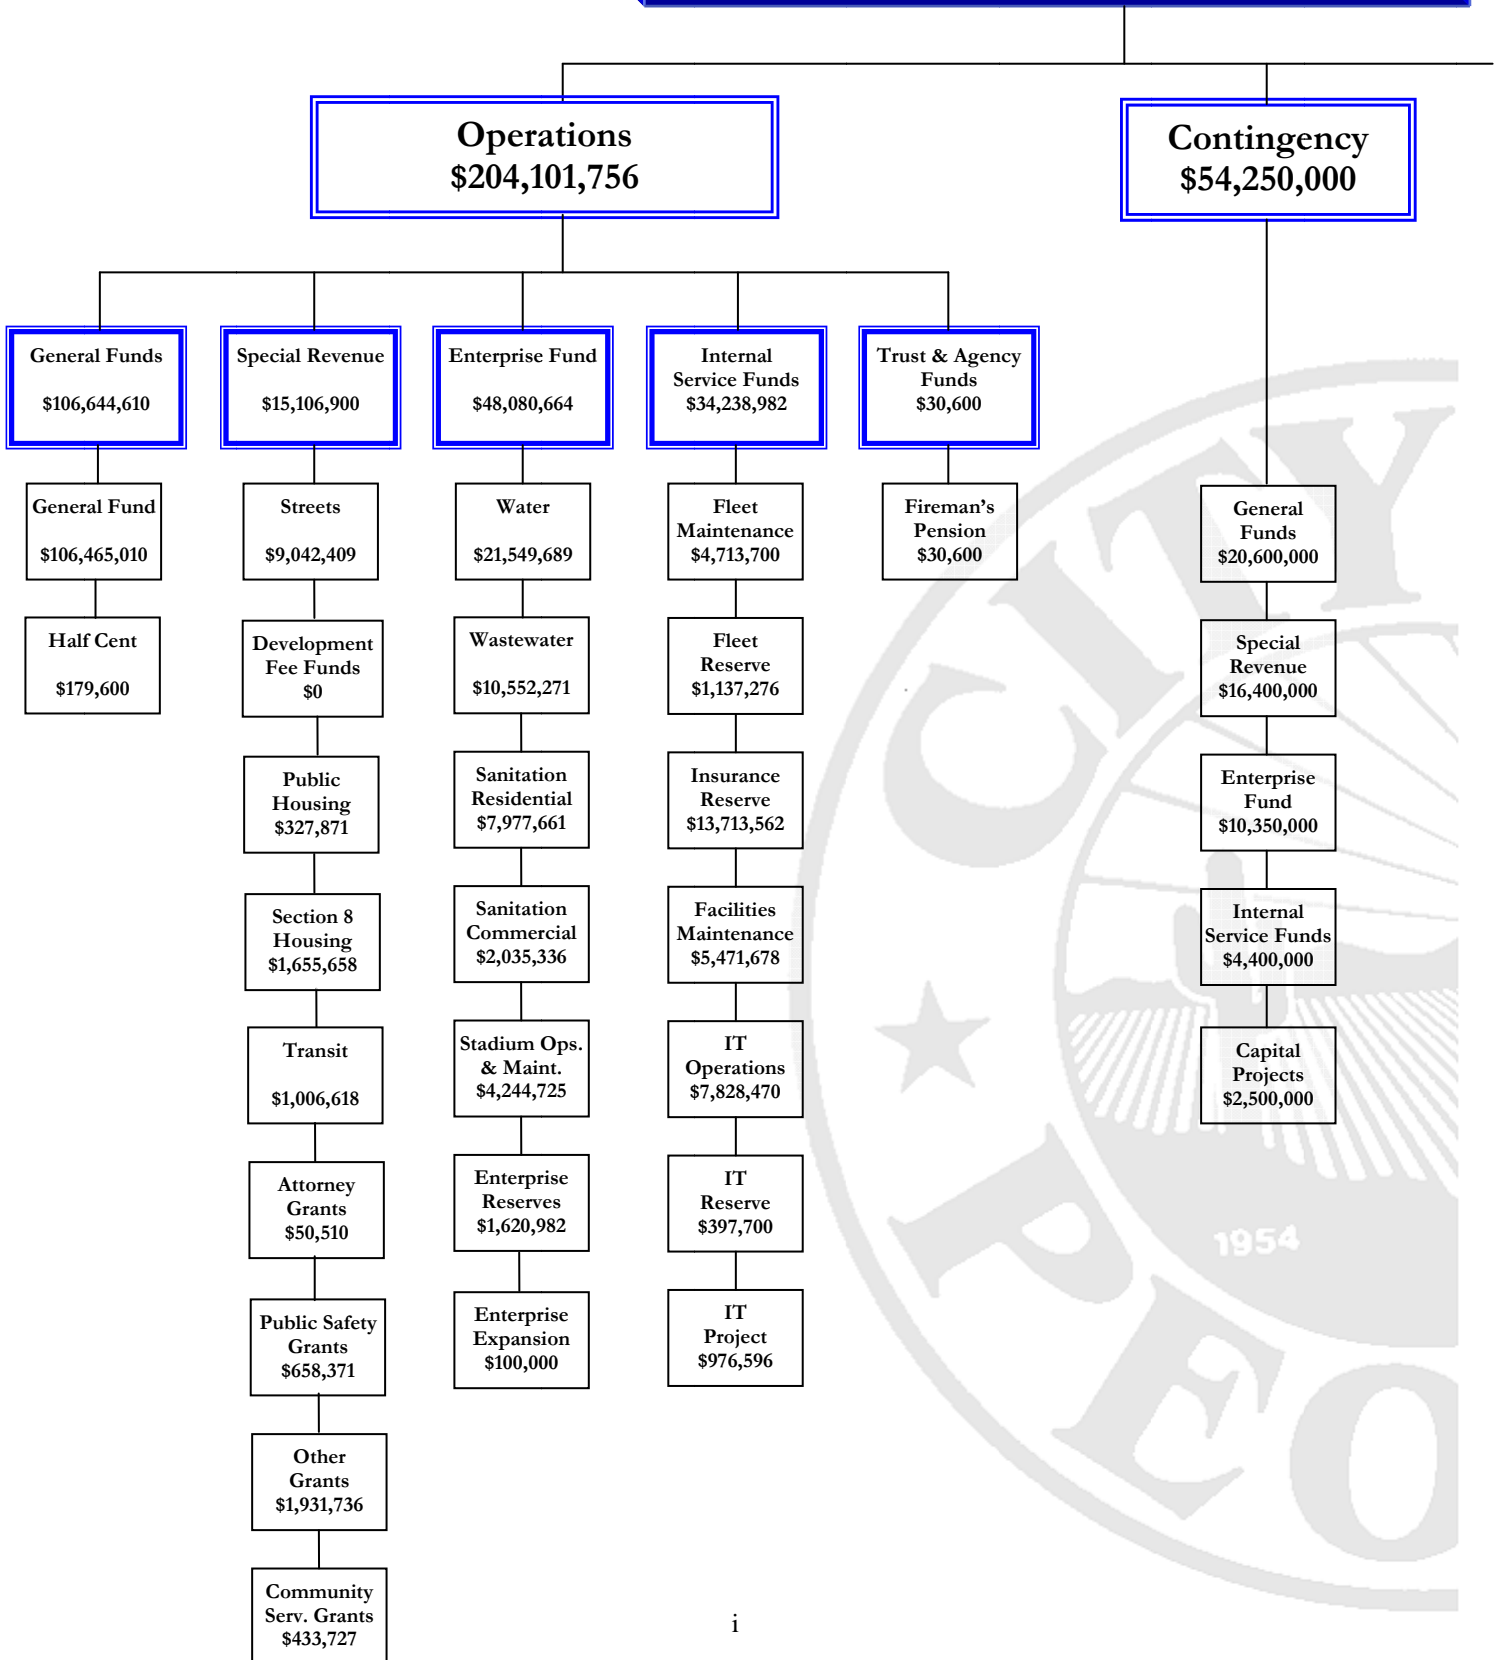 Operations
$204,101,756
Contingency
$54,250,000
General Funds
$106,644,610
Special Revenue
$15,106,900
Enterprise Fund
$48,080,664
Internal
Service Funds
$34,238,982
Trust & Agency
Funds
$30,600
General Fund
$106,465,010
Half Cent
$179,600
Streets
$9,042,409
Development
Fee Funds
$0
Public
Housing
$327,871
Section 8
Housing
$1,655,658
Transit
$1,006,618
Attorney
Grants
$50,510
Public Safety
Grants
$658,371
Other
Grants
$1,931,736
Community
Serv. Grants
$433,727
Water
$21,549,689
Wastewater
$10,552,271
Sanitation
Residential
$7,977,661
Sanitation
Commercial
$2,035,336
Stadium Ops.
& Maint.
$4,244,725
Enterprise
Reserves
$1,620,982
Enterprise
Expansion
$100,000
Fleet
Maintenance
$4,713,700
Fleet
Reserve
$1,137,276
Insurance
Reserve
$13,713,562
Facilities
Maintenance
$5,471,678
IT
Operations
$7,828,470
IT
Reserve
$397,700
IT
Project
$976,596
Fireman's
Pension
$30,600
General
Funds
$20,600,000
Special
Revenue
$16,400,000
Enterprise
Fund
$10,350,000
Internal
Service Funds
$4,400,000
Capital
Projects
$2,500,000
CITY
PEO
1954
i